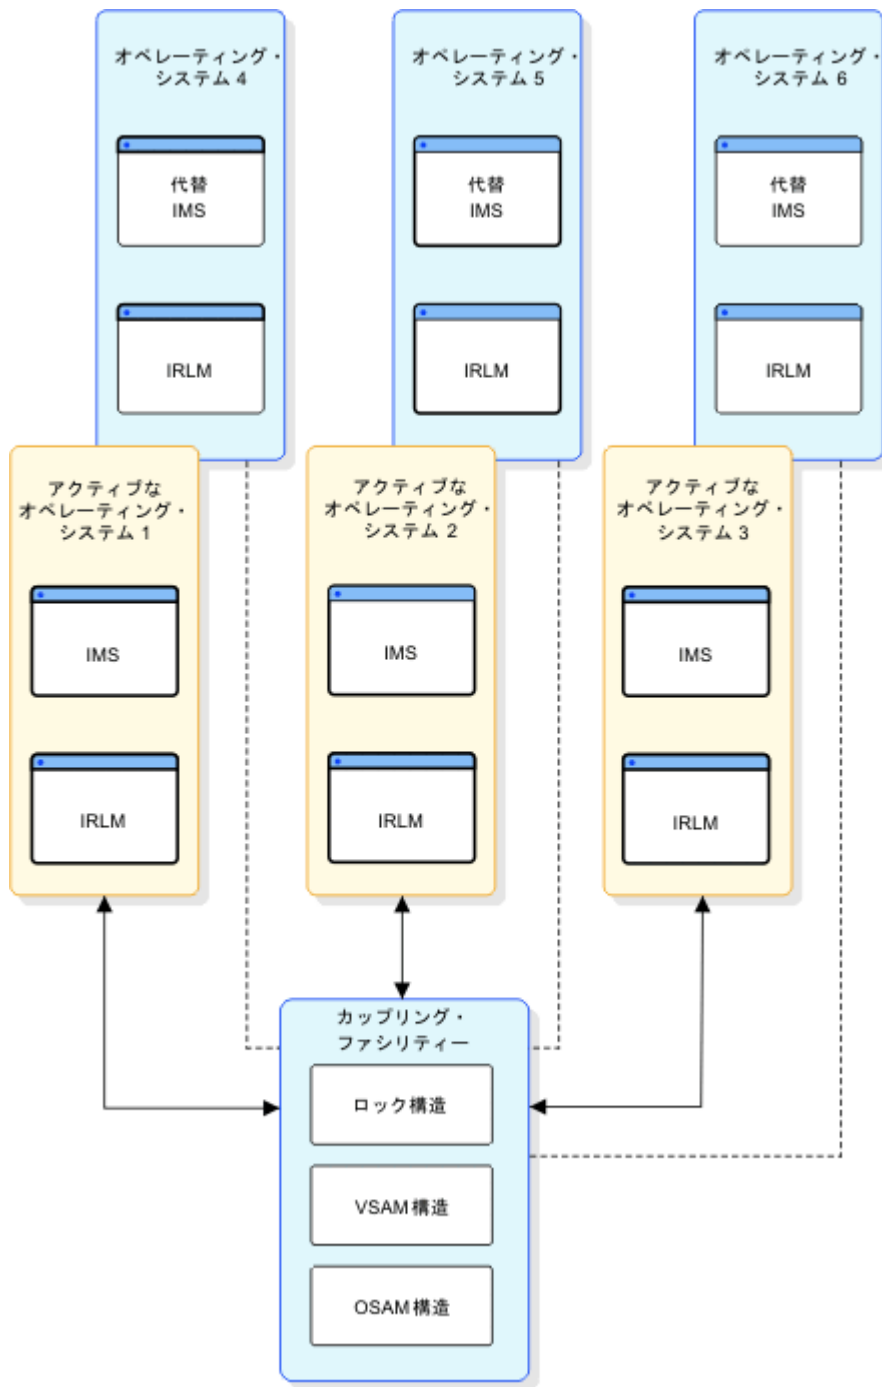 オペレーティング・
システム 4
代替
IMS
IRLM
オペレーティング・
システム 5
代替
IMS
IRLM
オペレーティング・
システム 6
代替
IMS
IRLM
アクティブな
オペレーティング・
システム 1
IMS
IRLM
アクティブな
オペレーティング・
システム 2
IMS
IRLM
アクティブな
オペレーティング・
システム 3
IMS
IRLM
カップリング・
ファシリティー
ロック構造
VSAM 構造
OSAM 構造